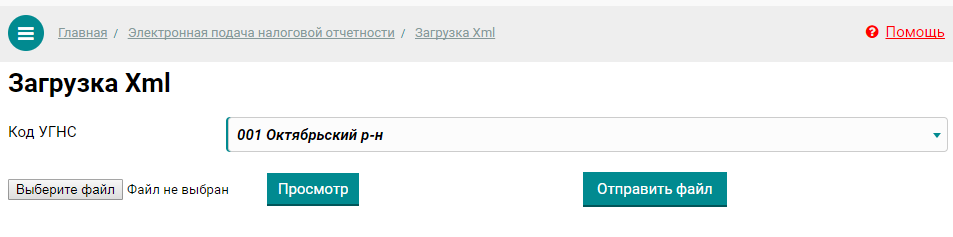 Главная / Электронная подача налоговой отчетности / Загрузка Xml
Помощь
Загрузка Xml
Код УГНС
001 Октябрьский р-н
Выберите файл Файл не выбран Просмотр Отправить файл